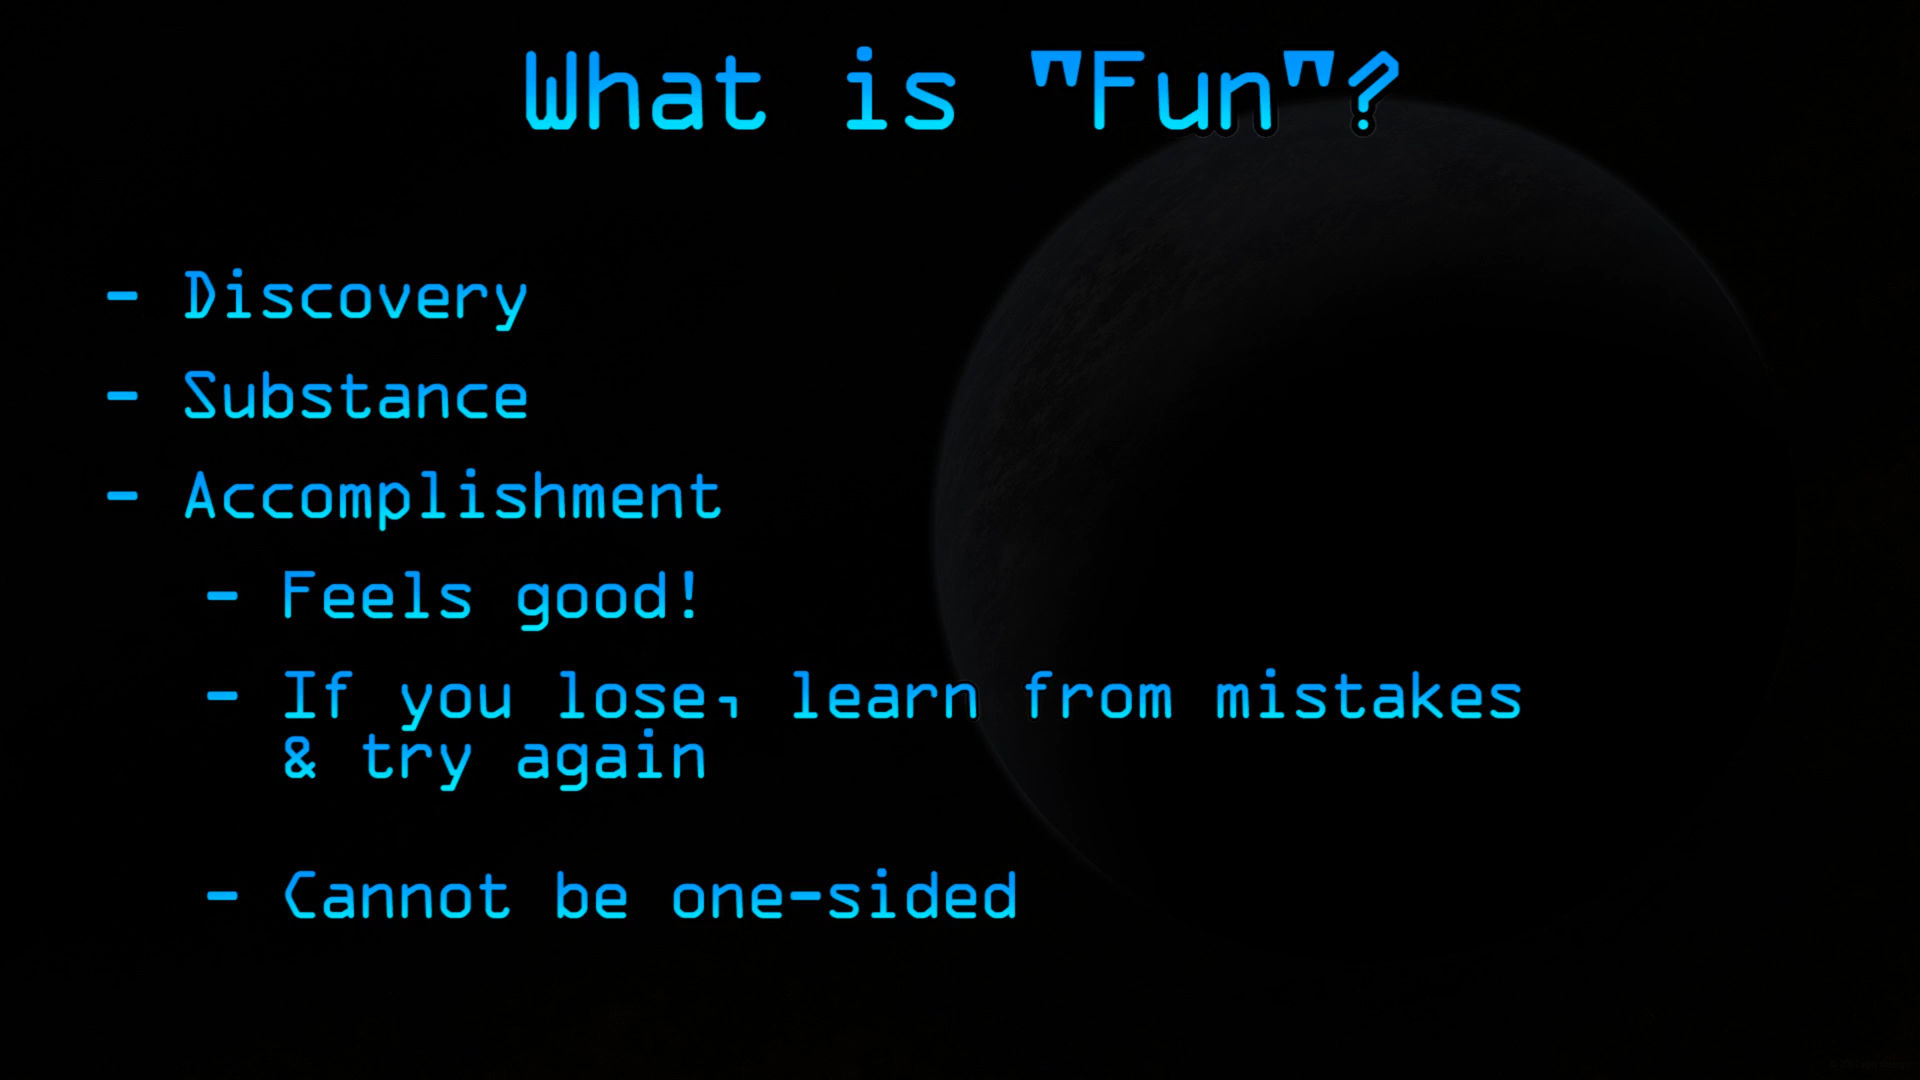 What is "Fun"?
- Discovery
- Substance
- Accomplishment
- Feels good!
- If you lose, learn from mistakes
& try again
- Cannot be one-sided